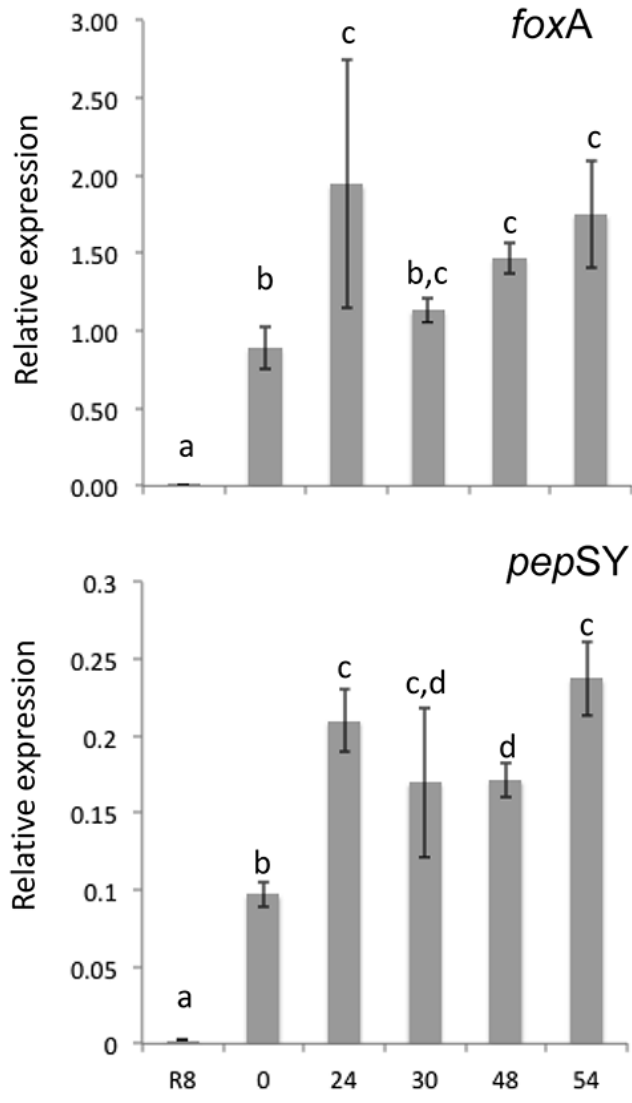 foxA
3.00
c
2.50
c
2.00
c
b,c
1.50
b
1.00
0.50
a
0.00
Relative expression
pepSY
0.3
c
0.25
c
c,d
0.2
d
0.15
b
0.1
0.05
a
0
Relative expression
R8 0 24 30 48 54